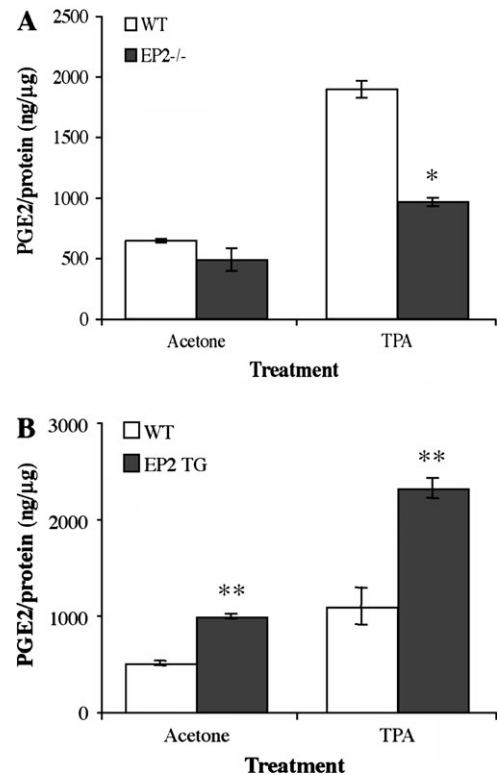 A
WT
EP2-/-
PGE2/protein (ng/µg)
2500
2000
1500
1000
500
0
*
Acetone
TPA
Treatment
B
WT
EP2 TG
PGE2/protein (ng/µg)
3000
2000
1000
0
**
**
Acetone
TPA
Treatment